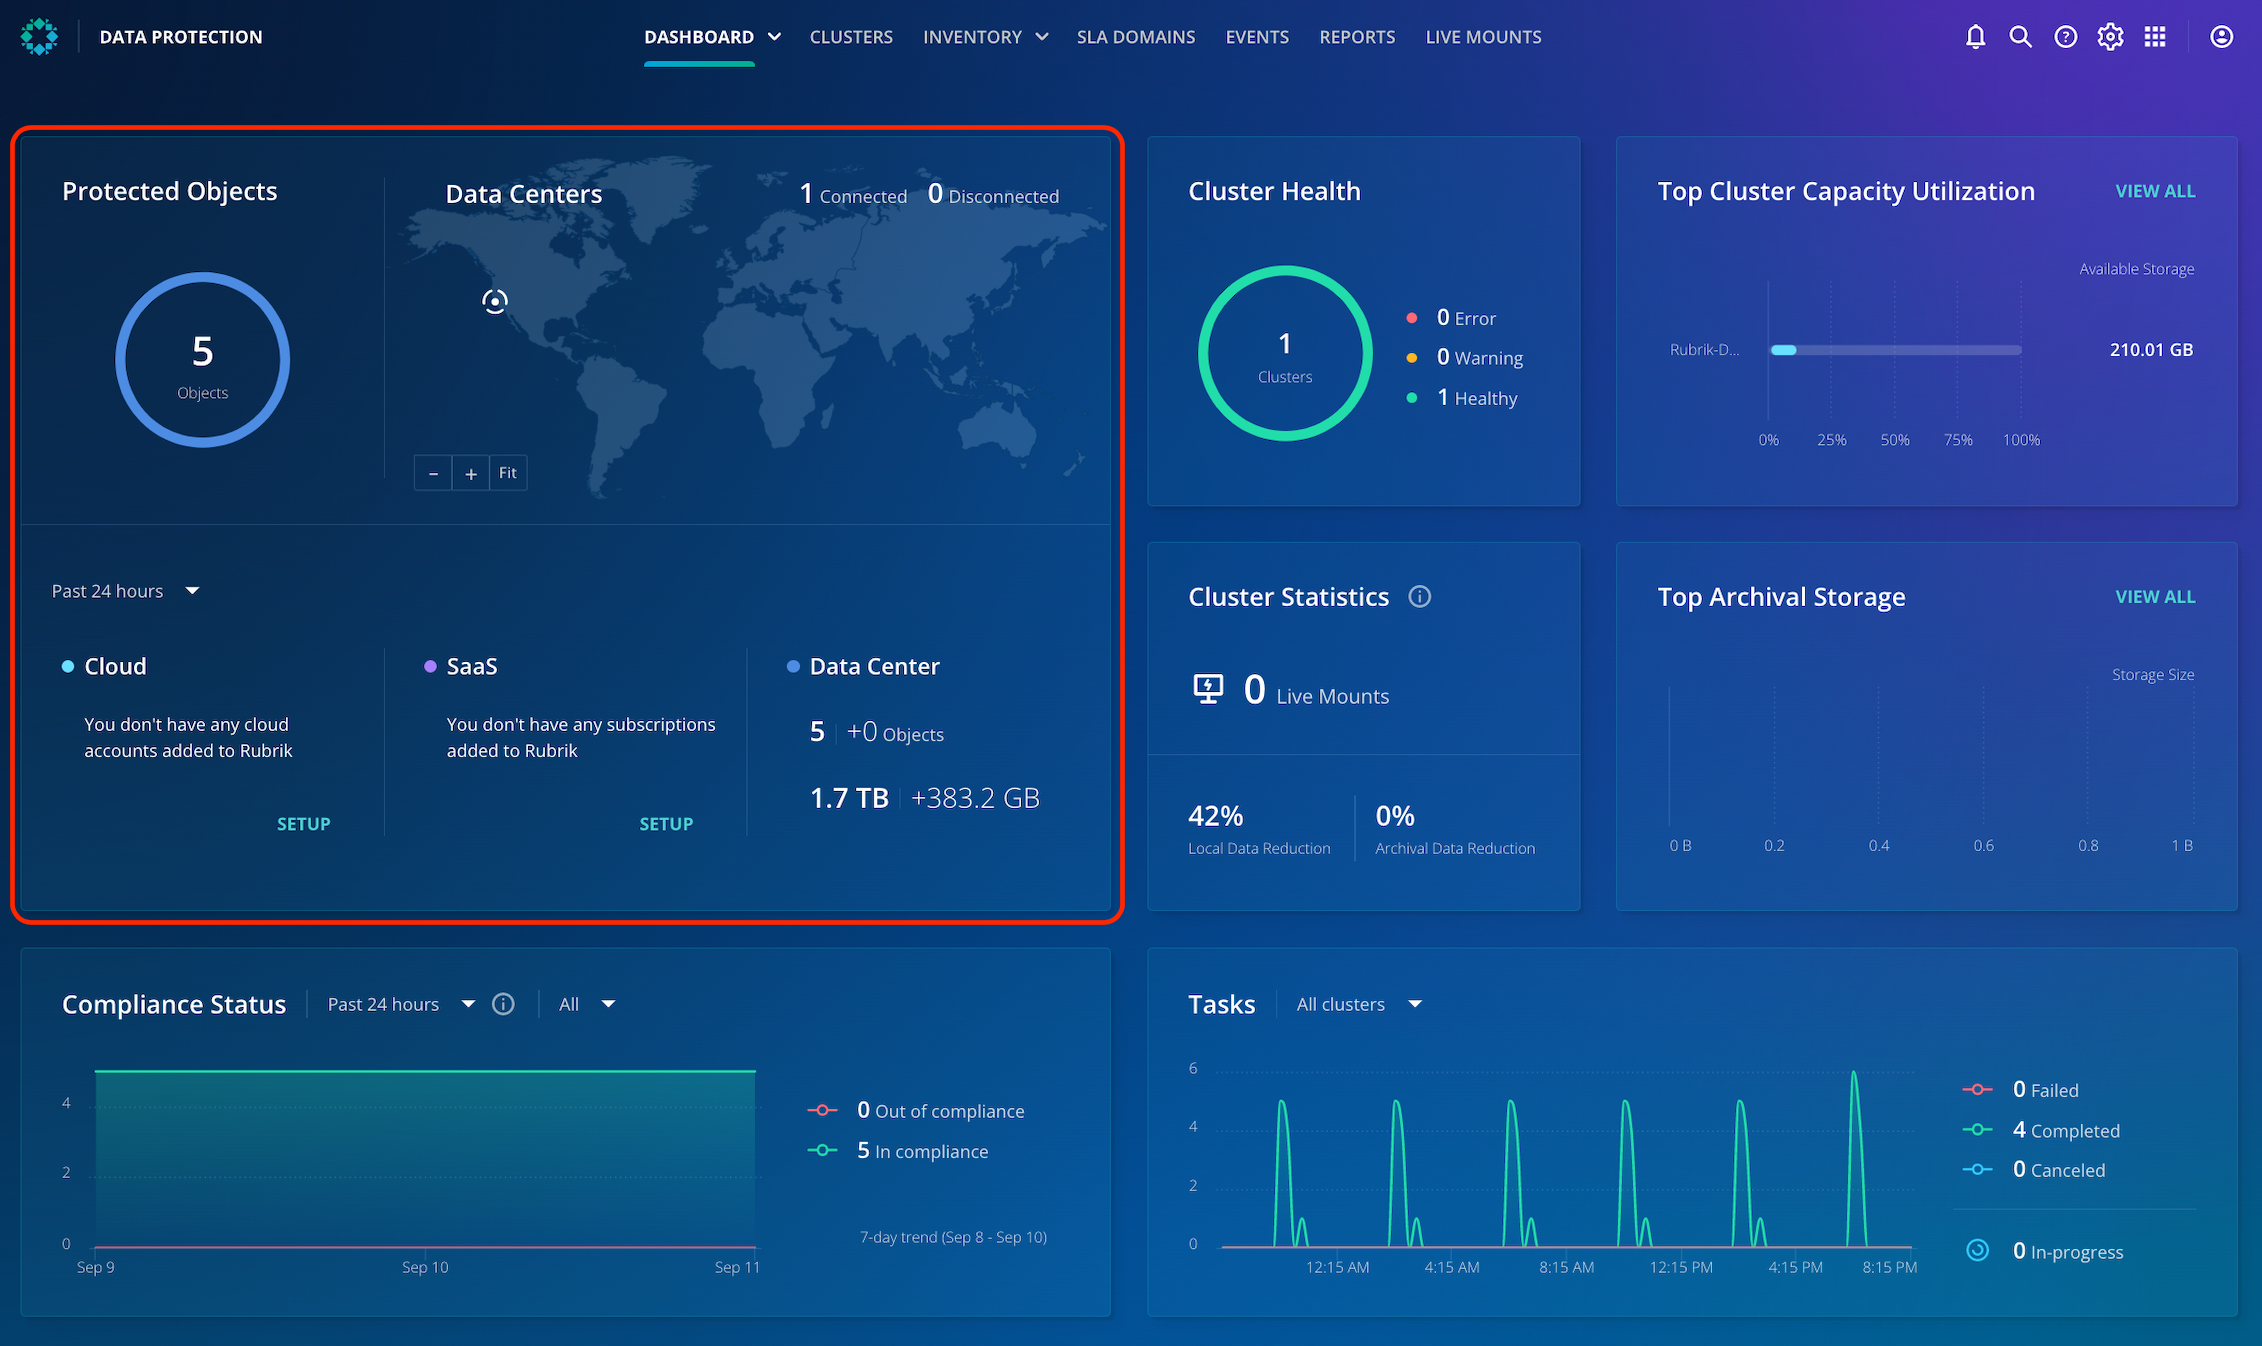 DATA PROTECTION
DASHBOARD CLUSTERS INVENTORY SLA DOMAINS EVENTS REPORTS LIVE MOUNTS
Protected Objects
5
Objects
Data Centers
1 Connected 0 Disconnected
- + Fit
Past 24 hours
Cloud
You don't have any cloud
accounts added to Rubrik
SETUP
SaaS
You don't have any subscriptions
added to Rubrik
SETUP
Data Center
5 +0 Objects
1.7 TB +383.2 GB
Cluster Health
1
Clusters
0 Error
0 Warning
1 Healthy
Top Cluster Capacity Utilization VIEW ALL
Available Storage
Rubrik-D... 210.01 GB
0% 25% 50% 75% 100%
Cluster Statistics
0 Live Mounts
42%
Local Data Reduction
0%
Archival Data Reduction
Top Archival Storage VIEW ALL
Storage Size
0 B 0.2 0.4 0.6 0.8 1 B
Compliance Status Past 24 hours All
4
2
0
Sep 9 Sep 10 Sep 11
0 Out of compliance
5 In compliance
7-day trend (Sep 8 - Sep 10)
Tasks All clusters
6
4
2
0
12:15 AM 4:15 AM 8:15 AM 12:15 PM 4:15 PM 8:15 PM
0 Failed
4 Completed
0 Canceled
0 In-progress